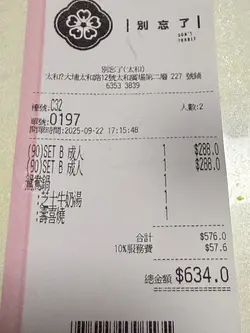 別忘了
DON'T
FORGET
別忘了(太和)
太和大埔太和路12號太和廣場第二層 227 號舖
6353 3839
檯號:C32
人數:2
單號:0197
開單時間:2025-09-22 17:15:48
(90)SET B 成人 1 $288.0
(90)SET B 成人 1 $288.0
鴛鴦鍋 1
:芝士牛奶湯 1
:壽喜燒 1
合計 $576.0
10%服務費 $57.6
總金額 $634.0